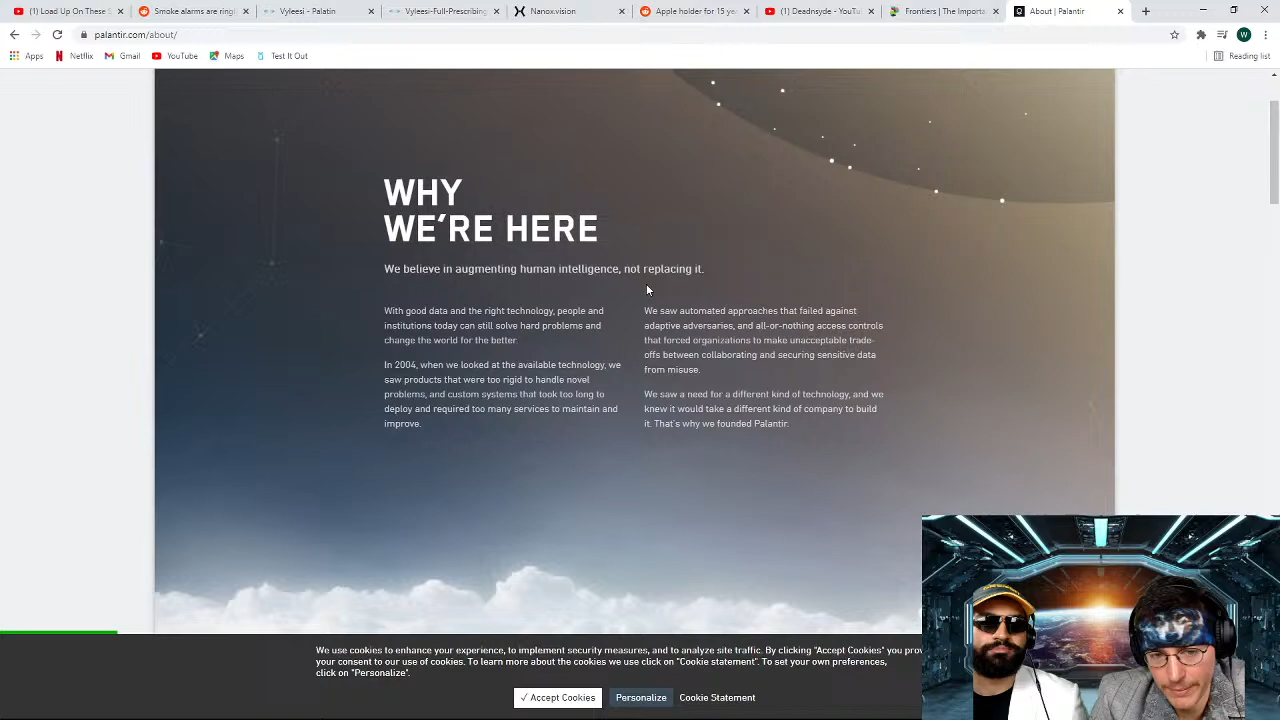 (1) Load Up On These S
Smoke alarms are ringi
Vyleesi – Palatin
Vyleesi-Full-Prescribing
Nanox.vision
Apple holder for 15 ye
(1) Deadnsyde - YouTu
Frontiers | The Importa
About | Palantir
palantir.com/about/
W
Apps Netflix Gmail YouTube Maps Test It Out Reading list
WHY
WE'RE HERE
We believe in augmenting human intelligence, not replacing it.
With good data and the right technology, people and
institutions today can still solve hard problems and
change the world for the better.
In 2004, when we looked at the available technology, we
saw products that were too rigid to handle novel
problems, and custom systems that took too long to
deploy and required too many services to maintain and
improve.
We saw automated approaches that failed against
adaptive adversaries, and all-or-nothing access controls
that forced organizations to make unacceptable trade-
offs between collaborating and securing sensitive data
from misuse.
We saw a need for a different kind of technology, and we
knew it would take a different kind of company to build
it. That's why we founded Palantir.
We use cookies to enhance your experience, to implement security measures, and to analyze site traffic. By clicking "Accept Cookies" you prov
your consent to our use of cookies. To learn more about the cookies we use click on "Cookie statement". To set your own preferences,
click on "Personalize".
✓ Accept Cookies Personalize Cookie Statement